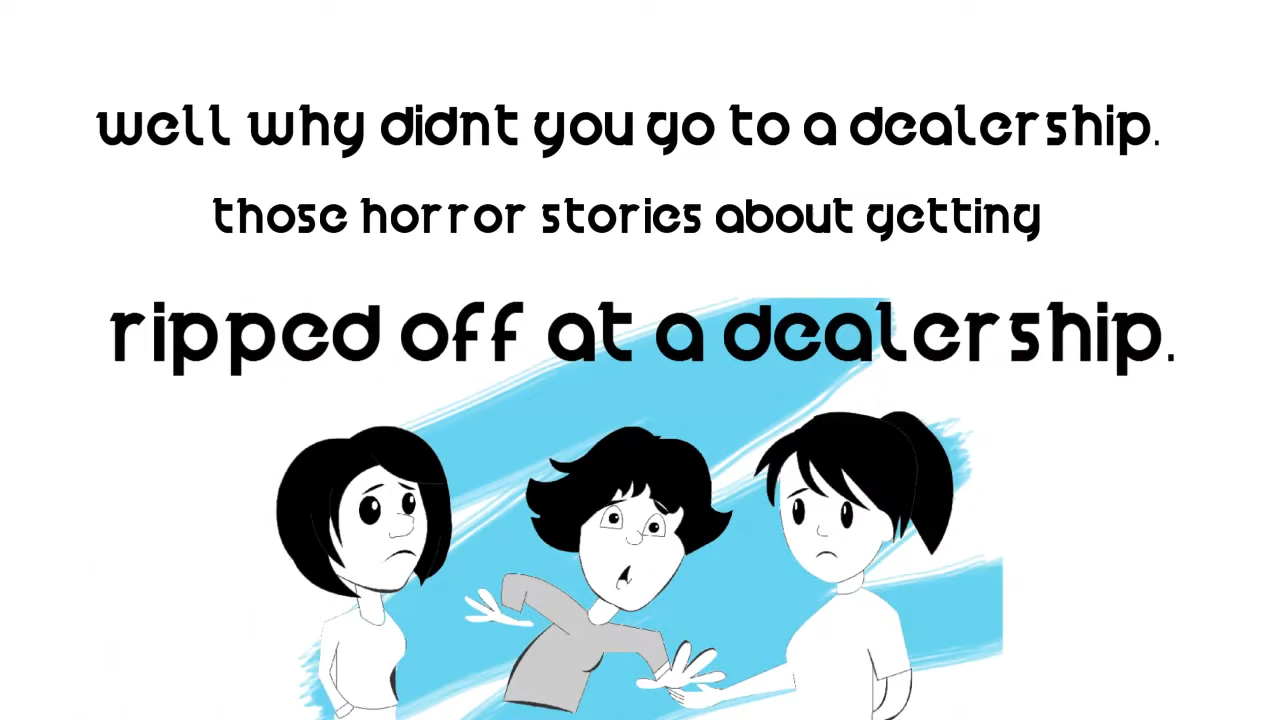 well why didnt you go to a dealership.
those horror stories about getting
ripped off at a dealership.